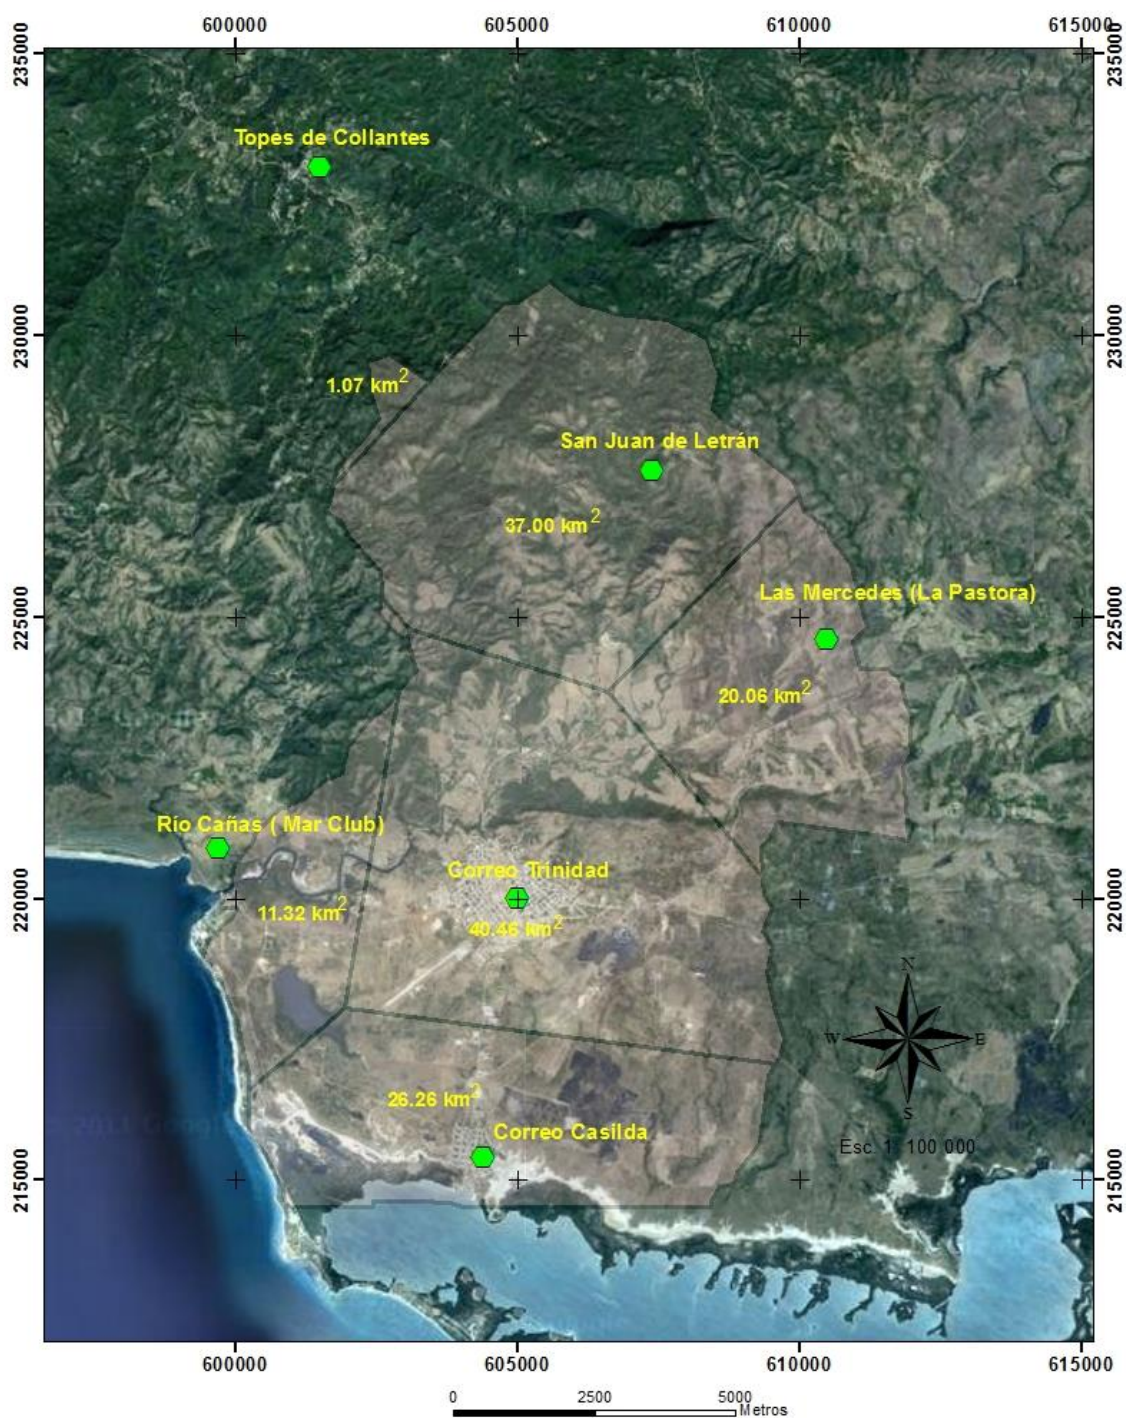 600000 605000 610000 615000
235000 235000
Topes de Collantes
230000 230000
1.07 km2
San Juan de Letrán
37.00 km2
Las Mercedes (La Pastora)
225000 225000
20.06 km2
Río Cañas ( Mar Club)
Correo Trinidad
220000 220000
11.32 km2
40.46 km2
N
W E
S
26.26 km2
Correo Casilda
Esc. 1: 100 000
215000 215000
600000 605000 610000 615000
0 2500 5000
Metros